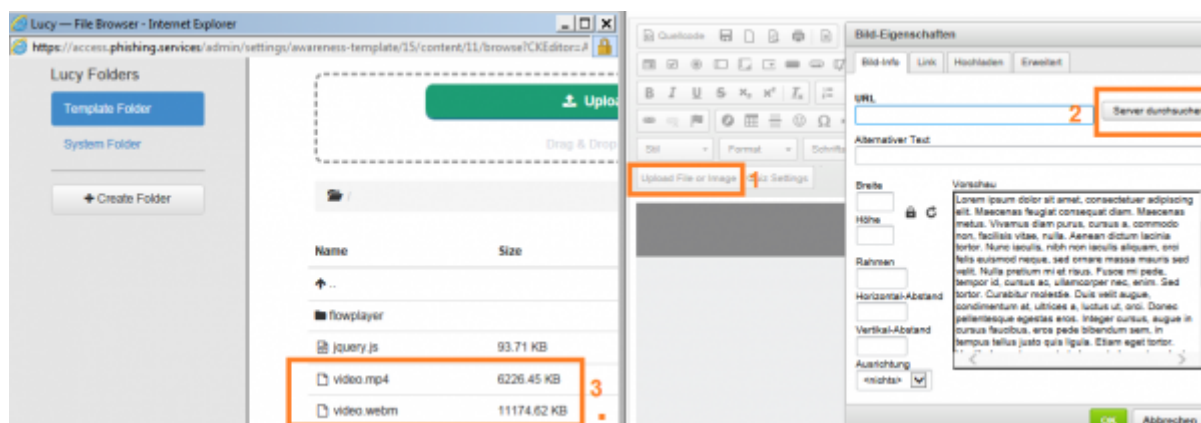 Lucy — File Browser - Internet Explorer
https://access.phishing.services/admin/settings/awareness-template/15/content/11/browse?CKEditor=
Lucy Folders
Template Folder
System Folder
+ Create Folder
Uploa
Drag & Drop
/
Name Size
..
flowplayer
jquery.js 93.71 KB
video.mp4 6226.45 KB
video.webm 11174.62 KB
3
Quellcode
B I U S x₂ x² Tx
Stil Format Schrifta
Upload File or Image 1 Quiz Settings
Bild-Eigenschaften
Bild-Info Link Hochladen Erweitert
URL
2 Server durchsuchen
Alternativer Text
Breite
Höhe
Rahmen
Horizontal-Abstand
Vertikal-Abstand
Ausrichtung
<nichts>
Vorschau
Lorem ipsum dolor sit amet, consectetuer adipiscing
elit. Maecenas feugiat consequat diam. Maecenas
metus. Vivamus diam purus, cursus a, commodo
non, facilisis vitae, nulla. Aenean dictum lacinia
tortor. Nunc iaculis, nibh non iaculis aliquam, orci
felis euismod neque, sed ornare massa mauris sed
velit. Nulla pretium mi et risus. Fusce mi pede,
tempor id, cursus ac, ullamcorper nec, enim. Sed
tortor. Curabitur molestie. Duis velit augue,
condimentum at, ultrices a, luctus ut, orci. Donec
pellentesque egestas eros. Integer cursus, augue in
cursus faucibus, eros pede bibendum sem, in
tempus tellus justo quis ligula. Etiam eget tortor.
OK Abbrechen